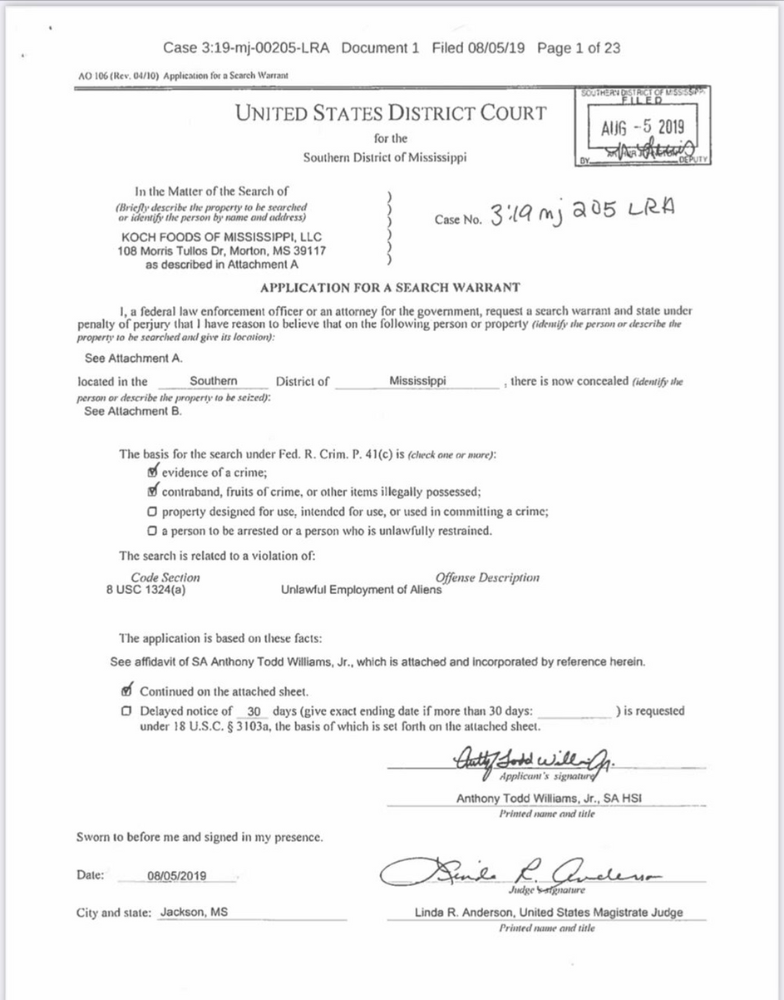 Case 3:19-mj-00205-LRA Document 1 Filed 08/05/19 Page 1 of 23
AO 106 (Rev. 04/10) Application for a Search Warrant
SOUTHERN DISTRICT OF MISSISSIPPI
FILED
AUG -5 2019
BY
DEPUTY
UNITED STATES DISTRICT COURT
for the
Southern District of Mississippi
In the Matter of the Search of
(Briefly describe the property to be searched
or identify the person by name and address)
KOCH FOODS OF MISSISSIPPI, LLC
108 Morris Tullos Dr, Morton, MS 39117
as described in Attachment A
)
)
)
)
)
)
Case No. 3:19 mj 205 LRA
APPLICATION FOR A SEARCH WARRANT
I, a federal law enforcement officer or an attorney for the government, request a search warrant and state under
penalty of perjury that I have reason to believe that on the following person or property (identify the person or describe the
property to be searched and give its location):
See Attachment A.
located in the Southern District of Mississippi , there is now concealed (identify the
person or describe the property to be seized):
See Attachment B.
The basis for the search under Fed. R. Crim. P. 41(c) is (check one or more):
evidence of a crime;
contraband, fruits of crime, or other items illegally possessed;
property designed for use, intended for use, or used in committing a crime;
a person to be arrested or a person who is unlawfully restrained.
The search is related to a violation of:
Code Section Offense Description
8 USC 1324(a) Unlawful Employment of Aliens
The application is based on these facts:
See affidavit of SA Anthony Todd Williams, Jr., which is attached and incorporated by reference herein.
Continued on the attached sheet.
Delayed notice of 30 days (give exact ending date if more than 30 days: ) is requested
under 18 U.S.C. § 3103a, the basis of which is set forth on the attached sheet.
Applicant's signature
Anthony Todd Williams, Jr., SA HSI
Printed name and title
Sworn to before me and signed in my presence.
Date: 08/05/2019
Linda R. Anderson
Judge's signature
City and state: Jackson, MS
Linda R. Anderson, United States Magistrate Judge
Printed name and title